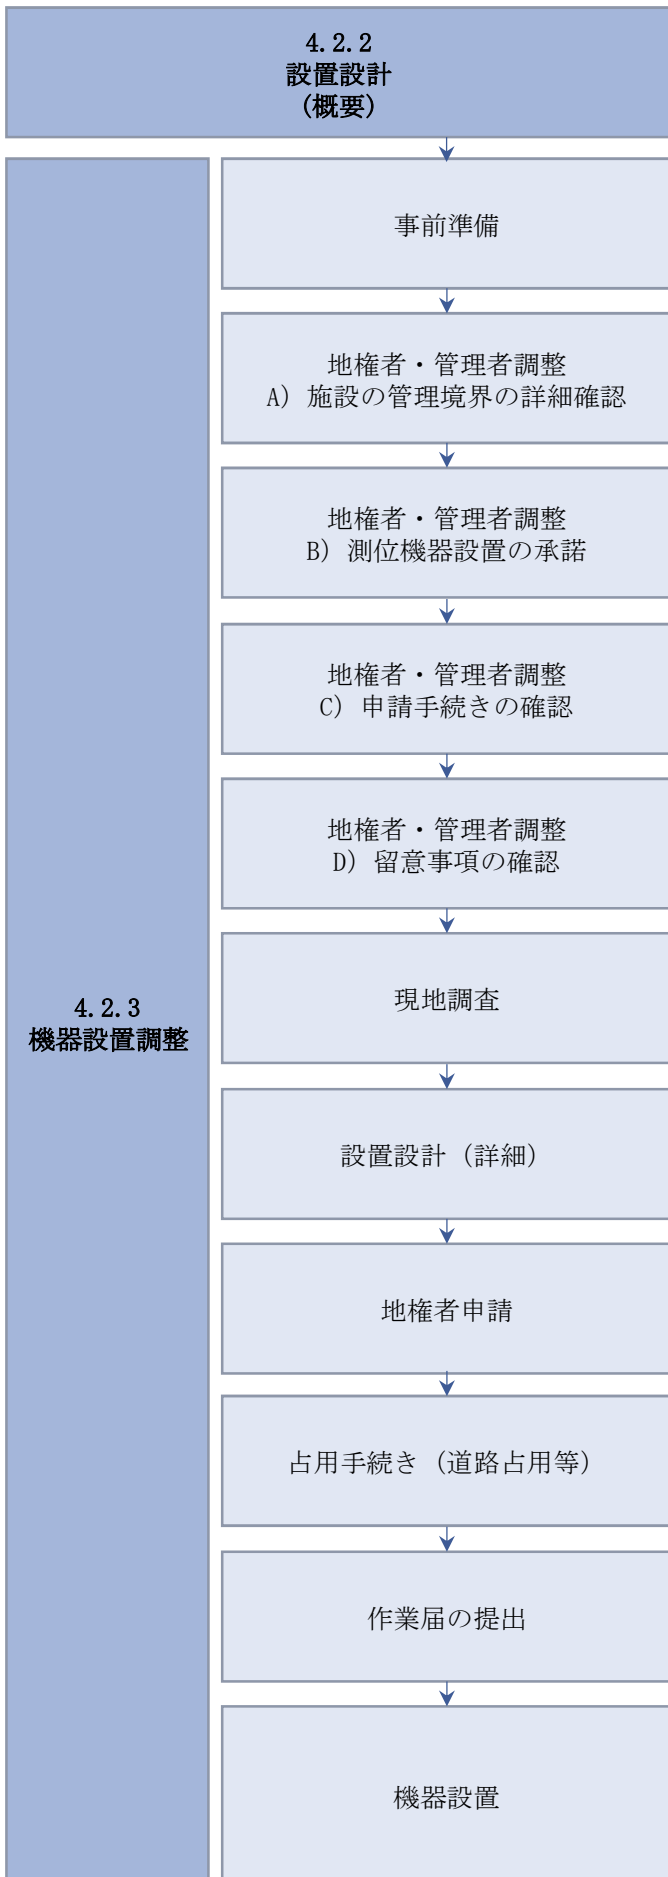 4.2.2
設置設計
(概要)
事前準備
地権者・管理者調整
A) 施設の管理境界の詳細確認
地権者・管理者調整
B) 測位機器設置の承諾
地権者・管理者調整
C) 申請手続きの確認
地権者・管理者調整
D) 留意事項の確認
4.2.3
機器設置調整
現地調査
設置設計 (詳細)
地権者申請
占用手続き (道路占用等)
作業届の提出
機器設置